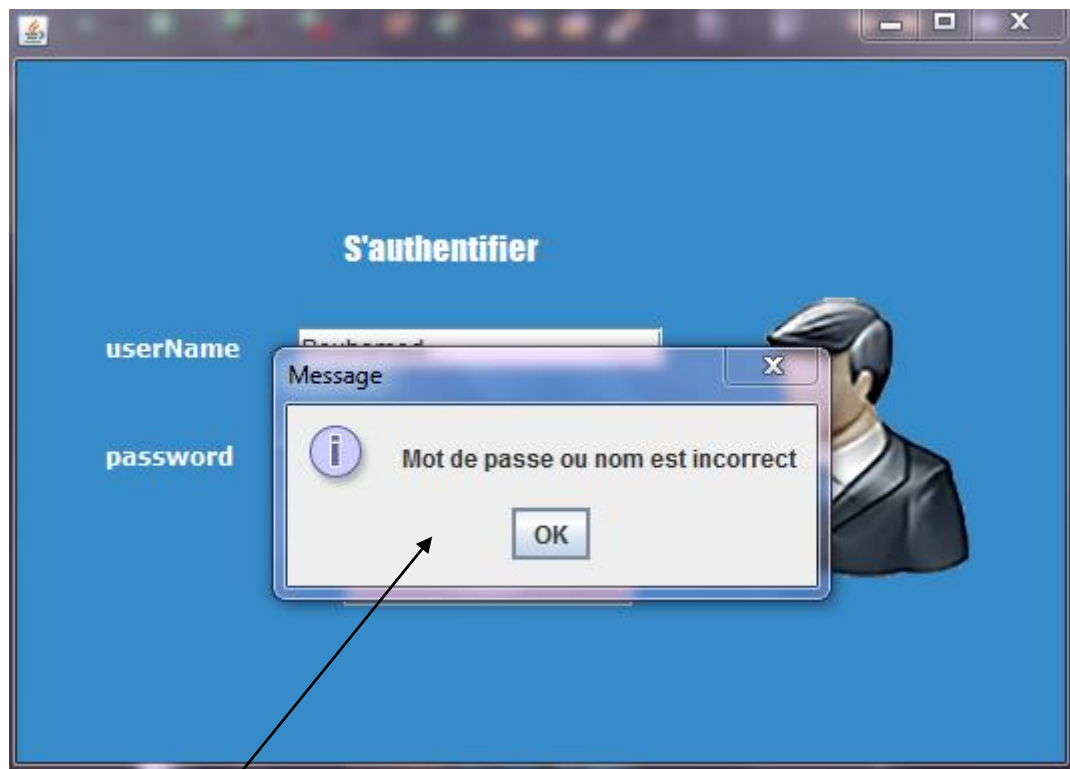 S'authentifier
userName
Message
password
Mot de passe ou nom est incorrect
OK